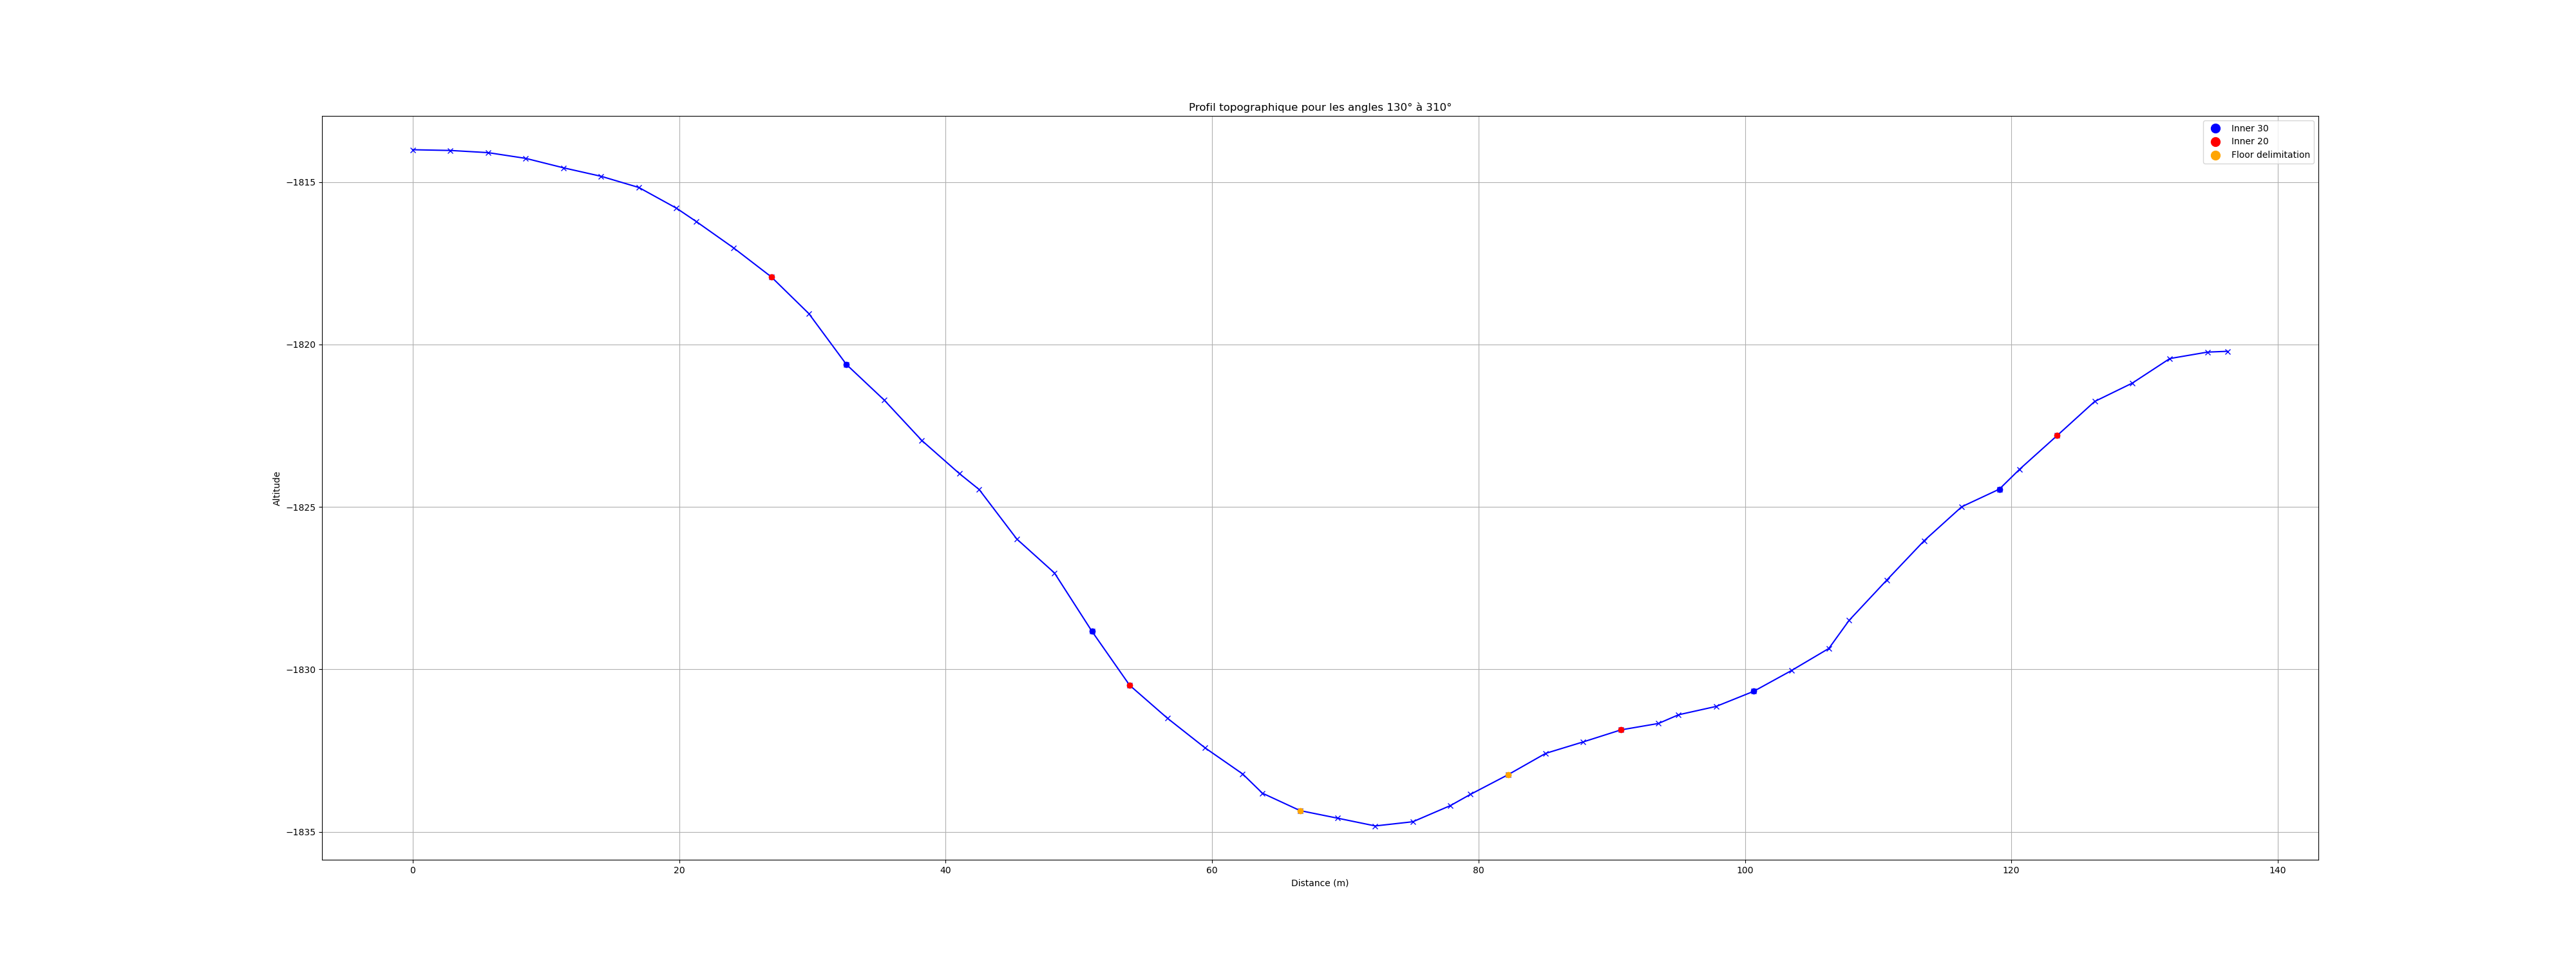 Profil topographique pour les angles 130° à 310°
Inner 30
Inner 20
Floor delimitation
−1815
−1820
−1825
−1830
−1835
Altitude
0 20 40 60 80 100 120 140
Distance (m)